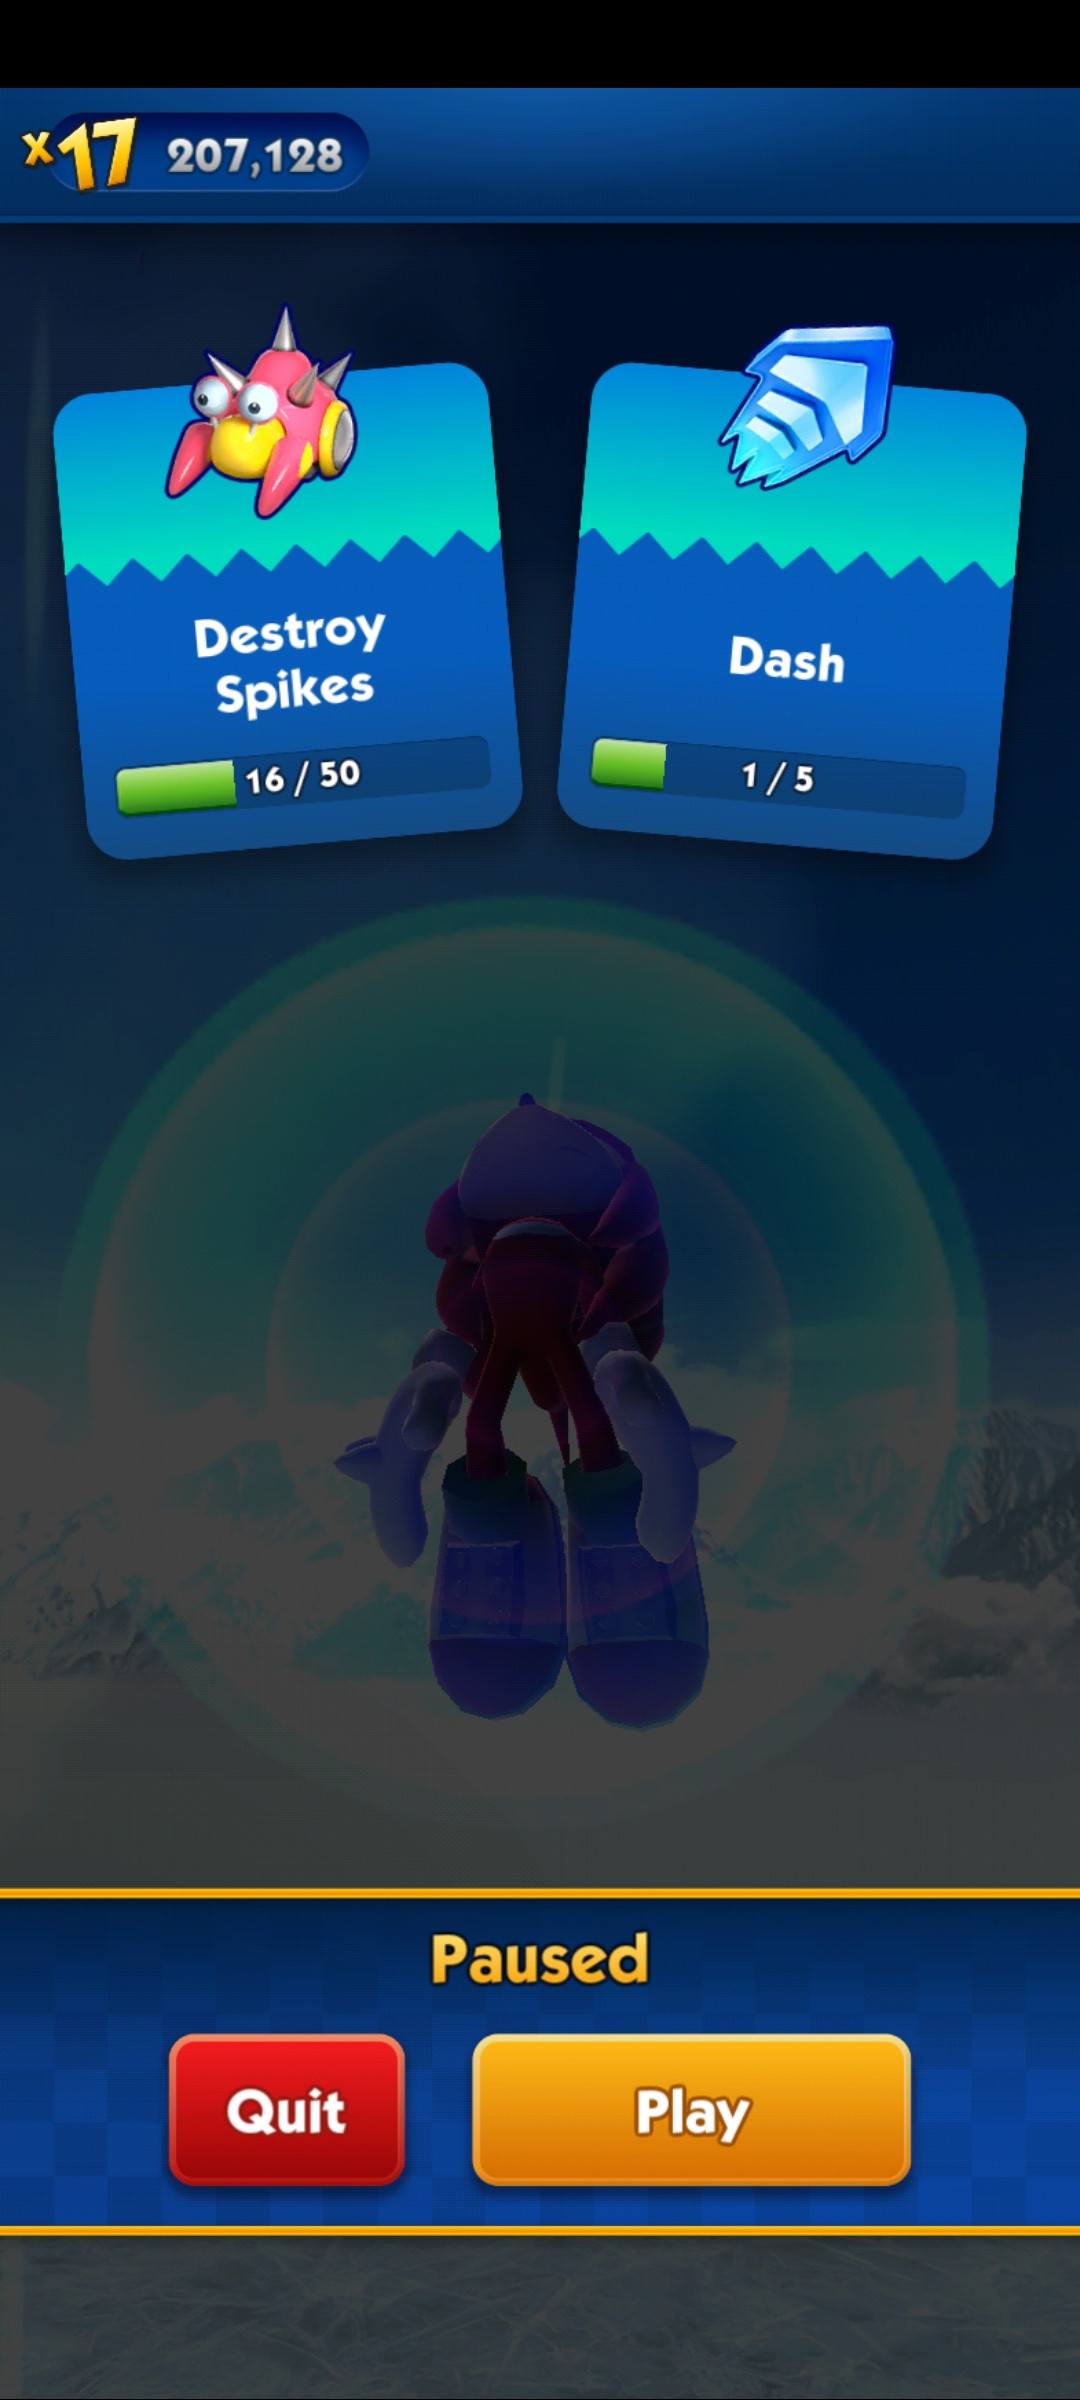 x17 207,128
Destroy
Spikes
16 / 50
Dash
1 / 5
Paused
Quit
Play